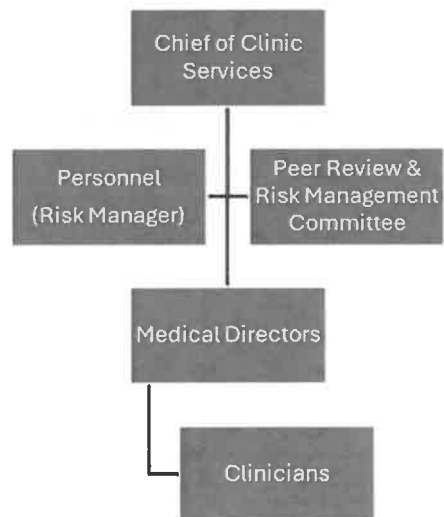 Chief of Clinic
Services
Personnel
(Risk Manager)
Peer Review &
Risk Management
Committee
Medical Directors
Clinicians